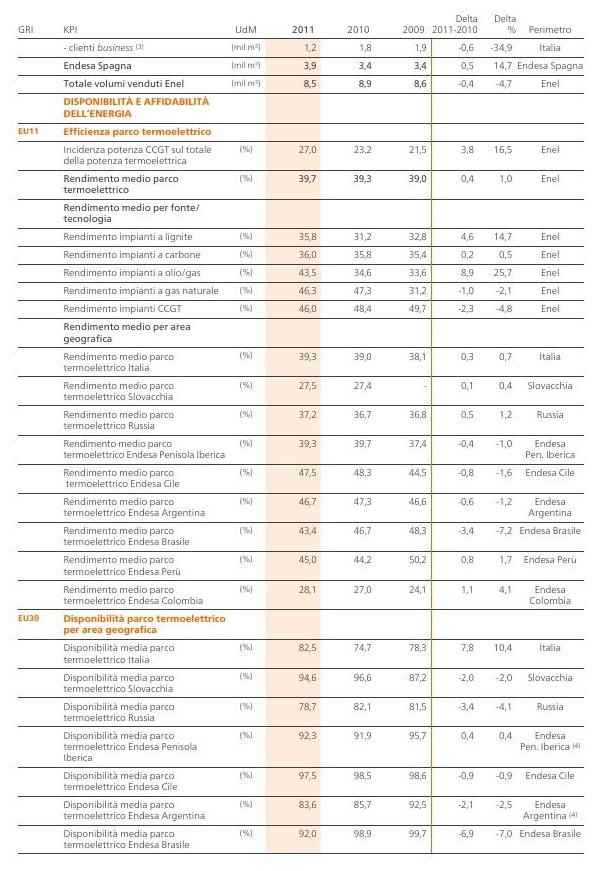 GRI KPI UdM 2011 2010 2009 Delta 2011-2010 Delta % Perimetro
- clienti business (3) (mil m³) 1,2 1,8 1,9 -0,6 -34,9 Italia
Endesa Spagna (mil m³) 3,9 3,4 3,4 0,5 14,7 Endesa Spagna
Totale volumi venduti Enel (mil m³) 8,5 8,9 8,6 -0,4 -4,7 Enel
DISPONIBILITÀ E AFFIDABILITÀ
DELL'ENERGIA
EU11 Efficienza parco termoelettrico
Incidenza potenza CCGT sul totale (%) 27,0 23,2 21,5 3,8 16,5 Enel
della potenza termoelettrica
Rendimento medio parco (%) 39,7 39,3 39,0 0,4 1,0 Enel
termoelettrico
Rendimento medio per fonte/
tecnologia
Rendimento impianti a lignite (%) 35,8 31,2 32,8 4,6 14,7 Enel
Rendimento impianti a carbone (%) 36,0 35,8 35,4 0,2 0,5 Enel
Rendimento impianti a olio/gas (%) 43,5 34,6 33,6 8,9 25,7 Enel
Rendimento impianti a gas naturale (%) 46,3 47,3 31,2 -1,0 -2,1 Enel
Rendimento impianti CCGT (%) 46,0 48,4 49,7 -2,3 -4,8 Enel
Rendimento medio per area
geografica
Rendimento medio parco (%) 39,3 39,0 38,1 0,3 0,7 Italia
termoelettrico Italia
Rendimento medio parco (%) 27,5 27,4 - 0,1 0,4 Slovacchia
termoelettrico Slovacchia
Rendimento medio parco (%) 37,2 36,7 36,8 0,5 1,2 Russia
termoelettrico Russia
Rendimento medio parco (%) 39,3 39,7 37,4 -0,4 -1,0 Endesa
termoelettrico Endesa Penisola Iberica Pen. Iberica
Rendimento medio parco (%) 47,5 48,3 44,5 -0,8 -1,6 Endesa Cile
termoelettrico Endesa Cile
Rendimento medio parco (%) 46,7 47,3 46,6 -0,6 -1,2 Endesa
termoelettrico Endesa Argentina Argentina
Rendimento medio parco (%) 43,4 46,7 48,3 -3,4 -7,2 Endesa Brasile
termoelettrico Endesa Brasile
Rendimento medio parco (%) 45,0 44,2 50,2 0,8 1,7 Endesa Perù
termoelettrico Endesa Perù
Rendimento medio parco (%) 28,1 27,0 24,1 1,1 4,1 Endesa
termoelettrico Endesa Colombia Colombia
EU30 Disponibilità parco termoelettrico
per area geografica
Disponibilità media parco (%) 82,5 74,7 78,3 7,8 10,4 Italia
termoelettrico Italia
Disponibilità media parco (%) 94,6 96,6 87,2 -2,0 -2,0 Slovacchia
termoelettrico Slovacchia
Disponibilità media parco (%) 78,7 82,1 81,5 -3,4 -4,1 Russia
termoelettrico Russia
Disponibilità media parco (%) 92,3 91,9 95,7 0,4 0,4 Endesa
termoelettrico Endesa Penisola Pen. Iberica (4)
Iberica
Disponibilità media parco (%) 97,5 98,5 98,6 -0,9 -0,9 Endesa Cile
termoelettrico Endesa Cile
Disponibilità media parco (%) 83,6 85,7 92,5 -2,1 -2,5 Endesa
termoelettrico Endesa Argentina Argentina (4)
Disponibilità media parco (%) 92,0 98,9 99,7 -6,9 -7,0 Endesa Brasile
termoelettrico Endesa Brasile